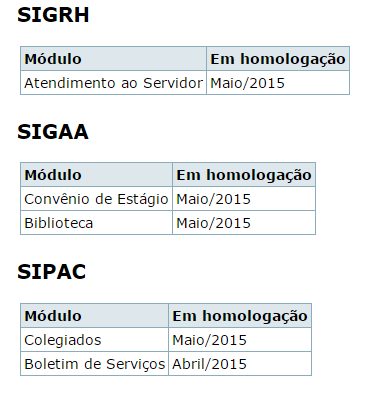 SIGRH
Módulo Em homologação
Atendimento ao Servidor Maio/2015
SIGAA
Módulo Em homologação
Convênio de Estágio Maio/2015
Biblioteca Maio/2015
SIPAC
Módulo Em homologação
Colegiados Maio/2015
Boletim de Serviços Abril/2015